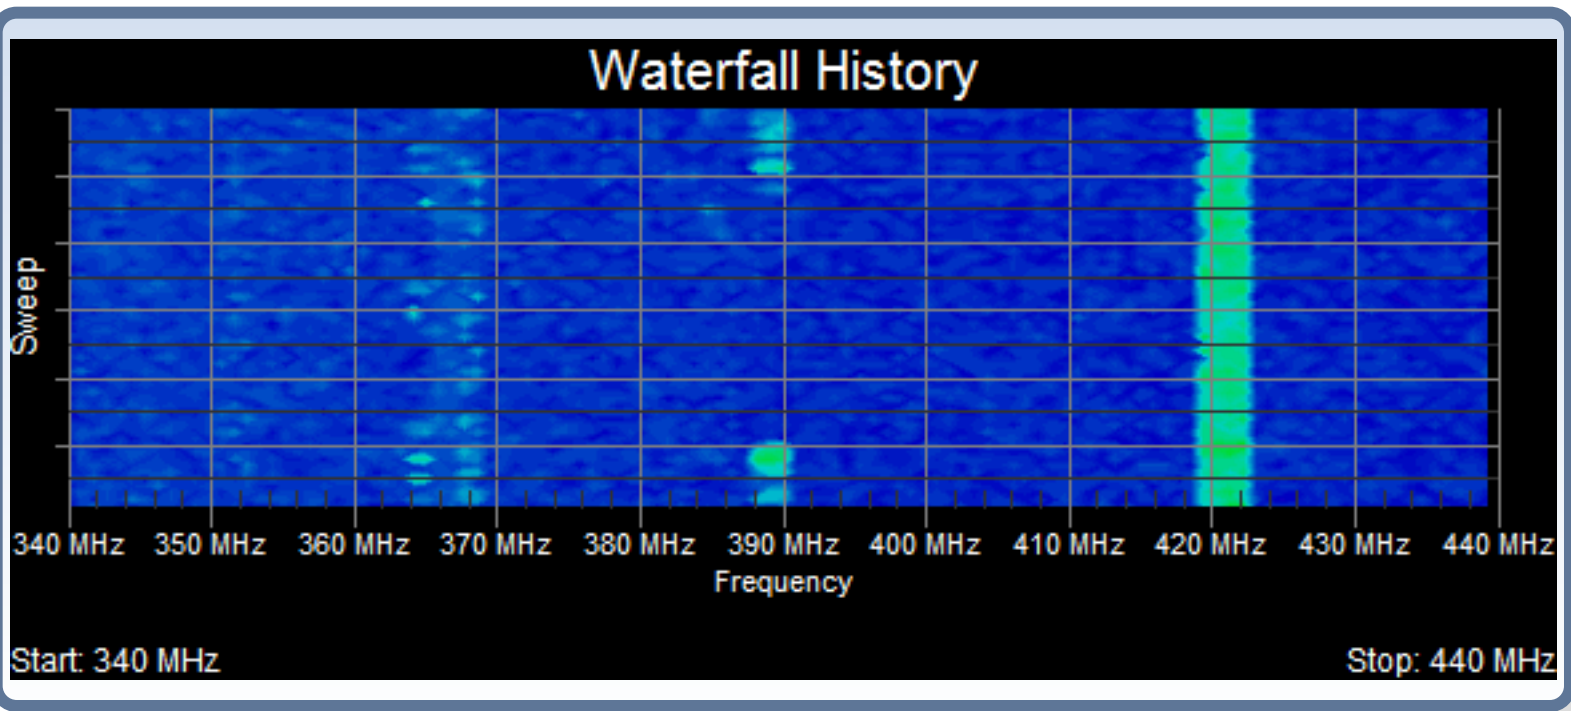 Waterfall History
Sweep
340 MHz 350 MHz 360 MHz 370 MHz 380 MHz 390 MHz 400 MHz 410 MHz 420 MHz 430 MHz 440 MHz
Frequency
Start: 340 MHz Stop: 440 MHz